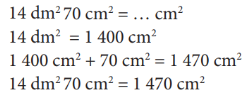 14 dm² 70 cm² = ... cm²
14 dm² = 1 400 cm²
1 400 cm² + 70 cm² = 1 470 cm²
14 dm² 70 cm² = 1 470 cm²